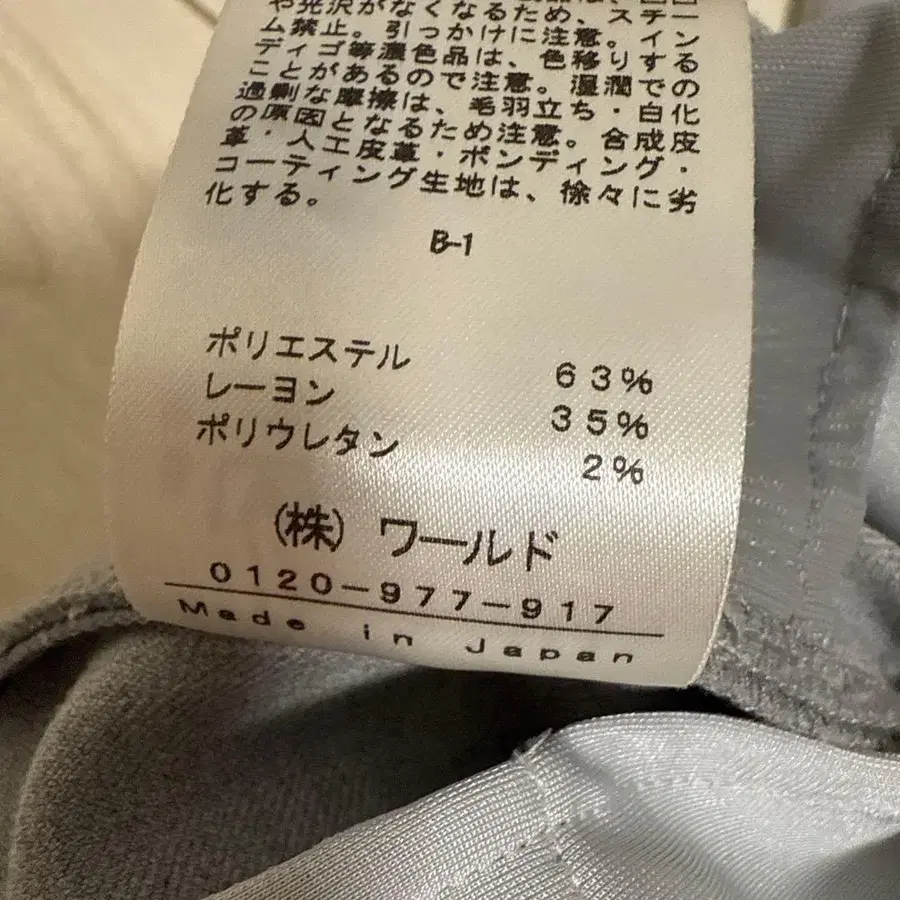 や光沢がなくなるため、スチー
ム禁止。引っかけに注意。イン
ディゴ等濃色品は、色移りする
ことがあるので注意。湿潤での
過剰な摩擦は、毛羽立ち・白化
の原因となるため注意。合成皮
革・人工皮革・ボンディング・
コーティング生地は、徐々に劣
化する。
B-1
ポリエステル 63%
レーヨン 35%
ポリウレタン 2%
(株) ワールド
0120-977-917
Made in Japan